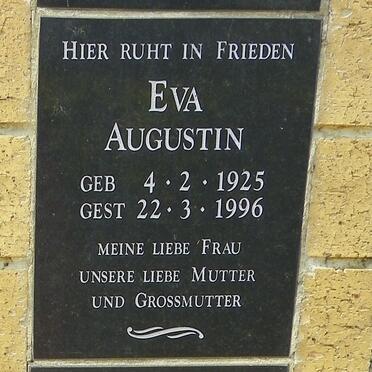 Hier ruht in Frieden
Eva
Augustin
geb 4·2·1925
gest 22·3·1996
meine liebe Frau
unsere liebe Mutter
und Grossmutter